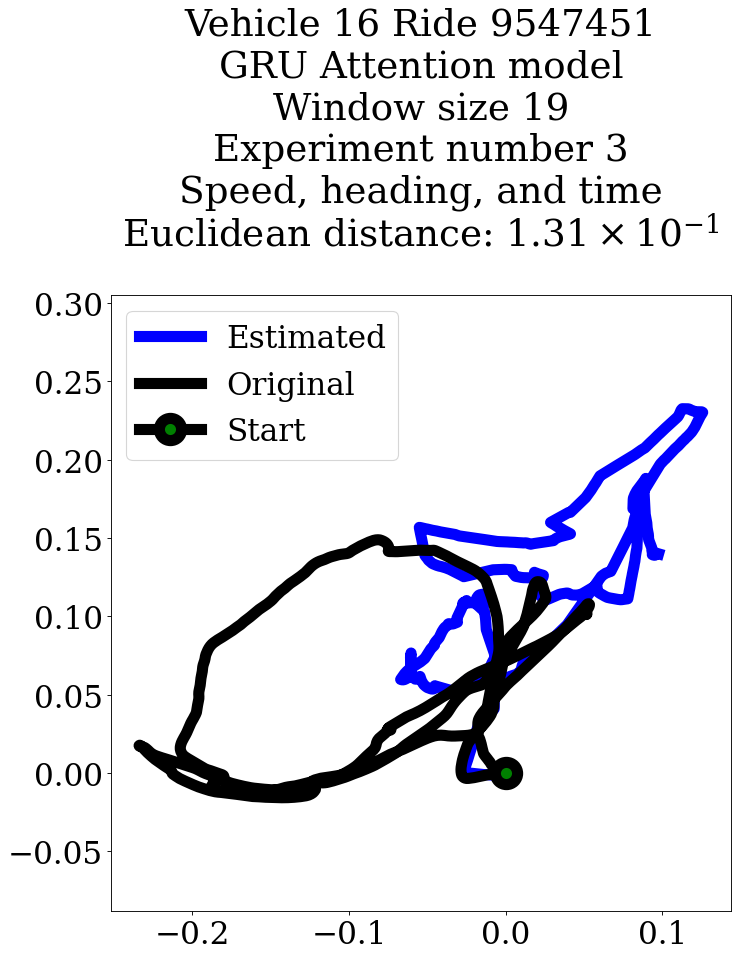 Vehicle 16 Ride 9547451
GRU Attention model
Window size 19
Experiment number 3
Speed, heading, and time
Euclidean distance: 1.31 × 10⁻¹
0.30
0.25
0.20
0.15
0.10
0.05
0.00
−0.05
Estimated
Original
Start
−0.2
−0.1
0.0
0.1